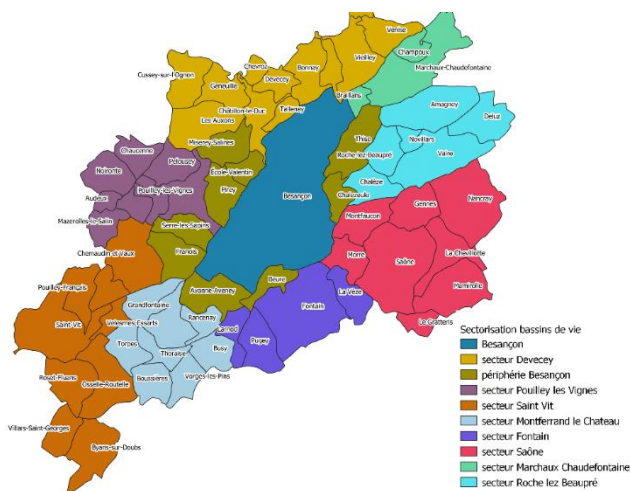 Venise
Cussey-sur-l'Ognon
Chevroz
Bonnay
Vieilley
Champoux
Marchaux-Chaudefontaine
Geneuille
Devecey
Châtillon-le-Duc
Tallenay
Braillans
Les Auxons
Amagney
Deluz
Miserey-Salines
Thise
Novillars
Chaucenne
Pelousey
École-Valentin
Roche-lez-Beaupré
Vaire
Noironte
Pouilley-les-Vignes
Pirey
Besançon
Chalèze
Audeux
Chalezeule
Gennes
Nancray
Mazerolles-le-Salin
Serre-les-Sapins
Montfaucon
Chemaudin et Vaux
Franois
Morre
Saône
La Chevillotte
Pouilley-Français
Avanne-Aveney
Beure
Mamirolle
Grandfontaine
La Vèze
Saint-Vit
Velesmes-Essarts
Rancenay
Fontain
Le Gratteris
Torpes
Larnod
Pugey
Thoraise
Busy
Roset-Fluans
Osselle-Routelle
Boussières
Vorges-les-Pins
Villars-Saint-Georges
Byans-sur-Doubs
Sectorisation bassins de vie
Besançon
secteur Devecey
périphérie Besançon
secteur Pouilley les Vignes
secteur Saint Vit
secteur Montferrand le Chateau
secteur Fontain
secteur Saône
secteur Marchaux Chaudefontaine
secteur Roche lez Beaupré